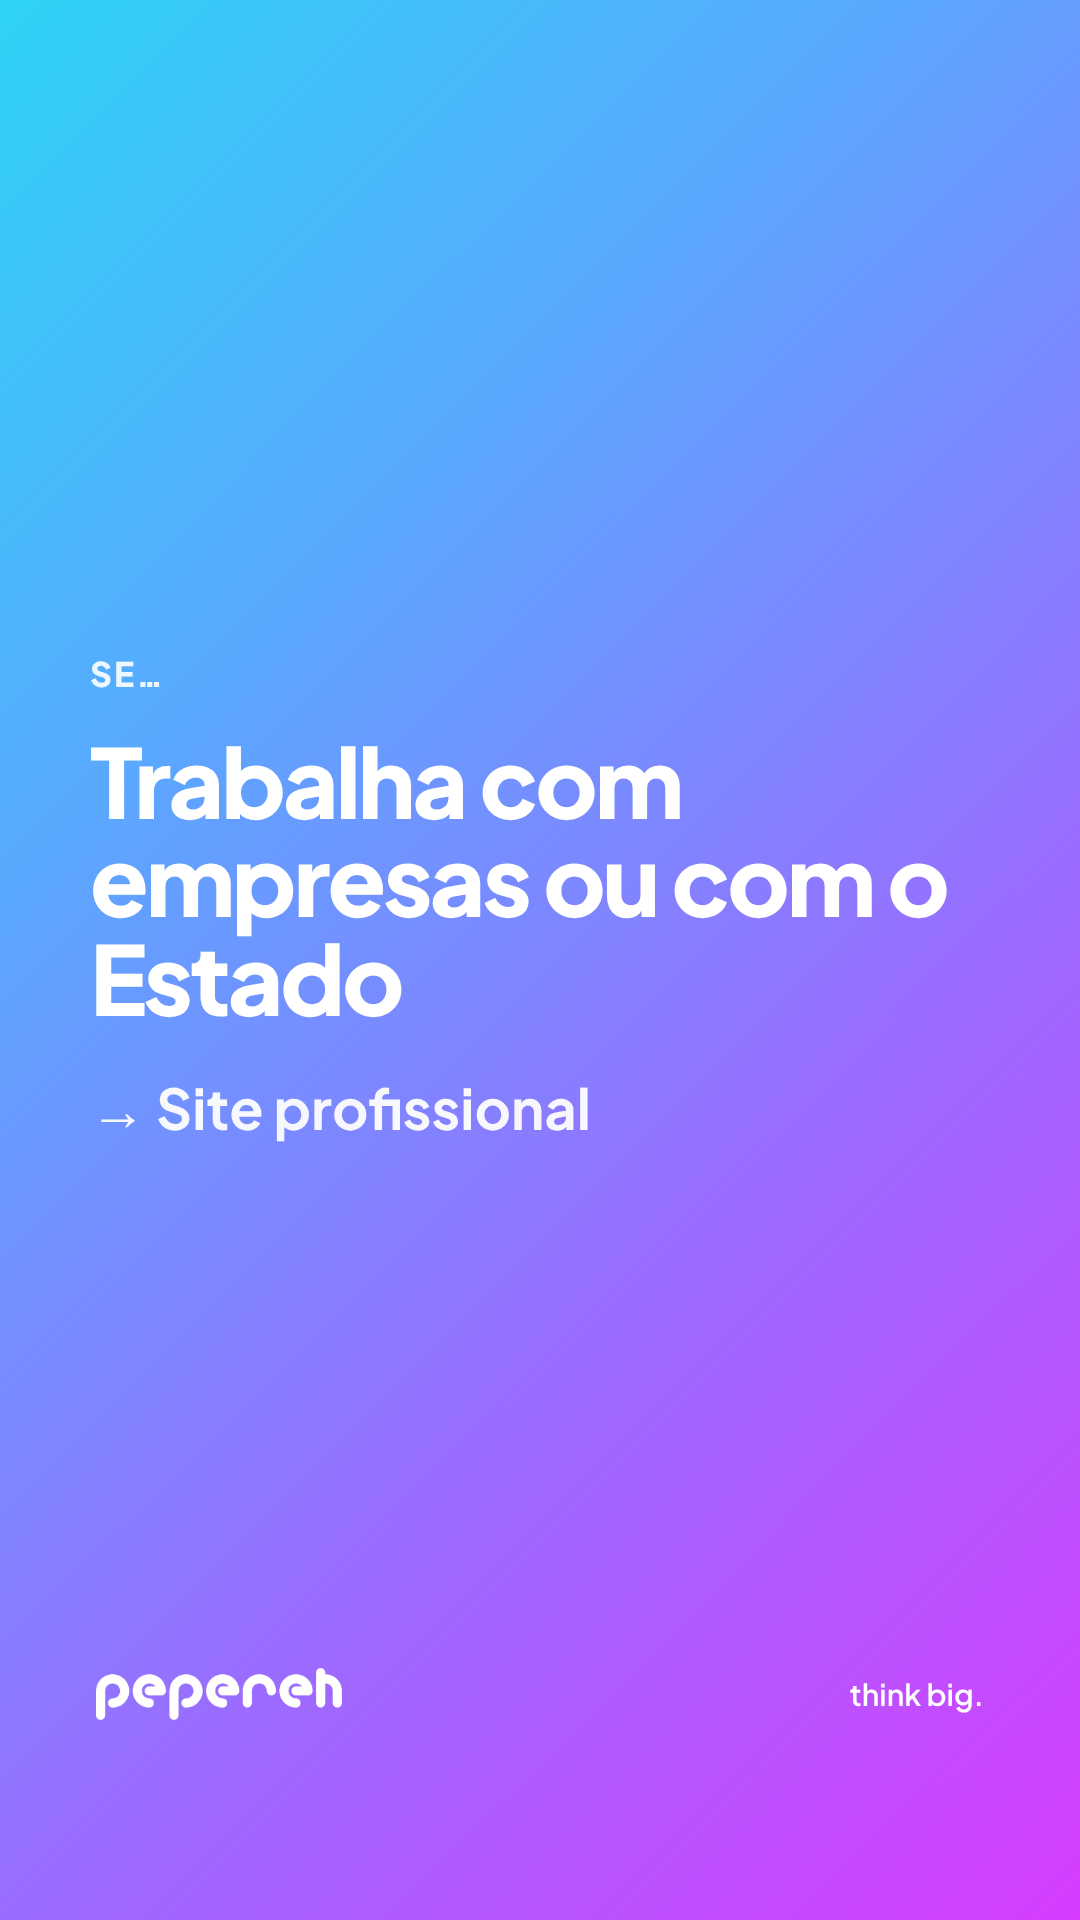 SE…
Trabalha com
empresas ou com o
Estado
→ Site profissional
pepereh
think big.